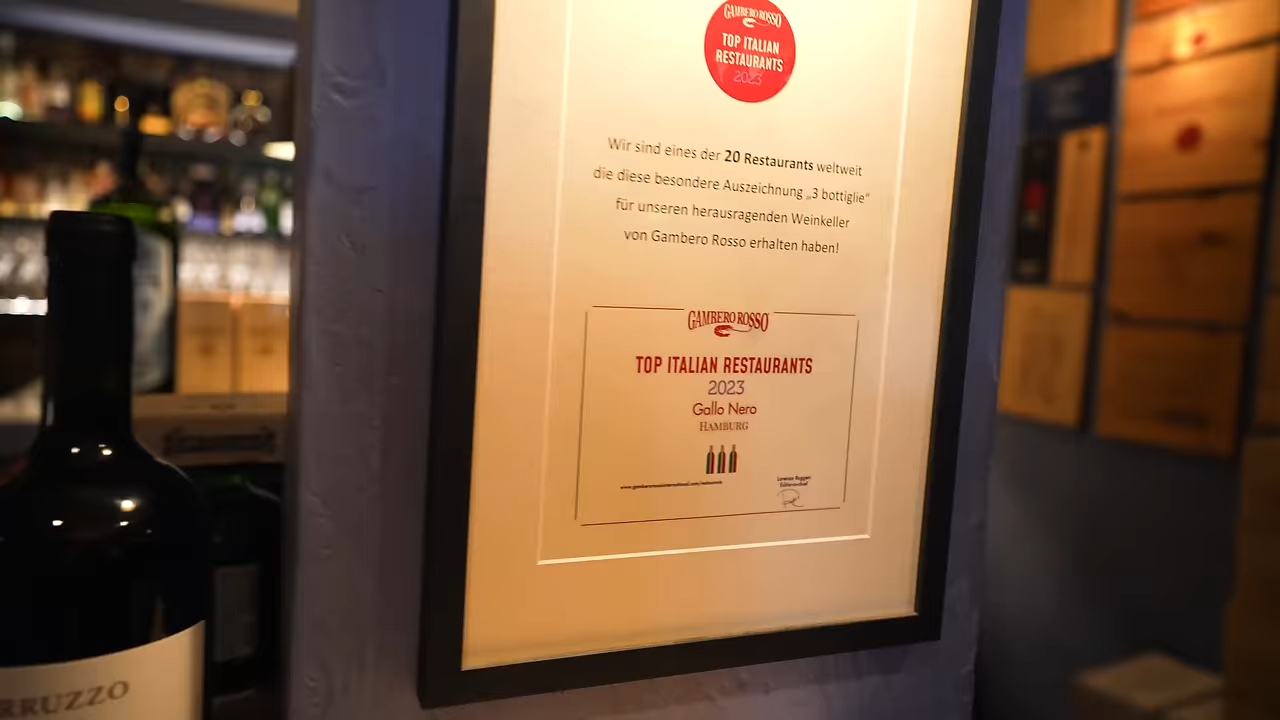 GAMBERO ROSSO
TOP ITALIAN
RESTAURANTS
2023
Wir sind eines der 20 Restaurants weltweit
die diese besondere Auszeichnung „3 bottiglie“
für unseren herausragenden Weinkeller
von Gambero Rosso erhalten haben!
GAMBERO ROSSO
TOP ITALIAN RESTAURANTS
2023
Gallo Nero
HAMBURG
RRUZZO